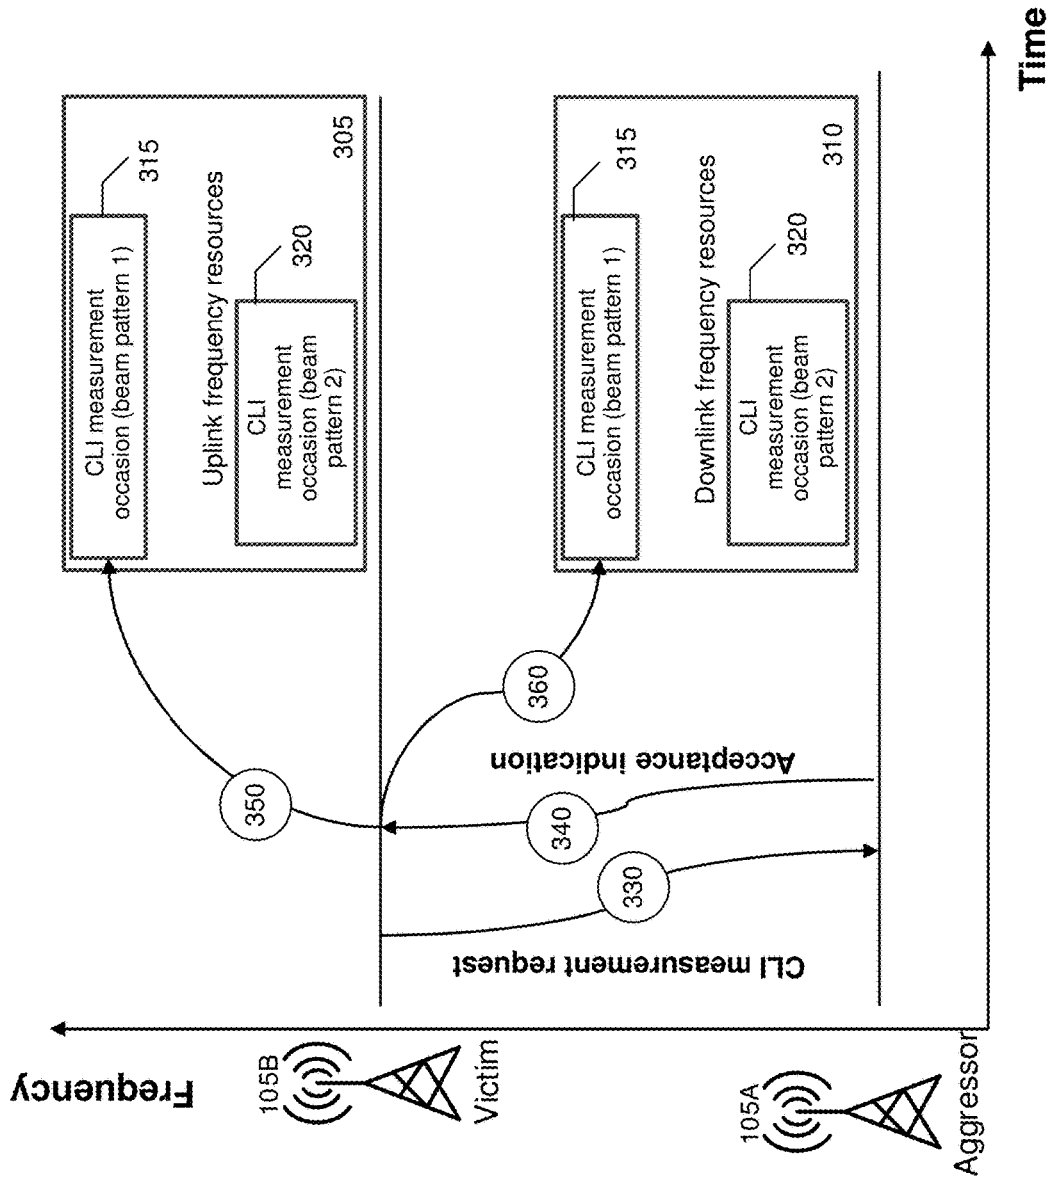 Frequency
105B
Victim
105A
Aggressor
Time
CLI measurement request
330
Acceptance indication
340
350
360
CLI measurement
occasion (beam pattern 1)
315
Uplink frequency resources
CLI
measurement
occasion (beam
pattern 2)
320
305
CLI measurement
occasion (beam pattern 1)
315
Downlink frequency resources
CLI
measurement
occasion (beam
pattern 2)
320
310